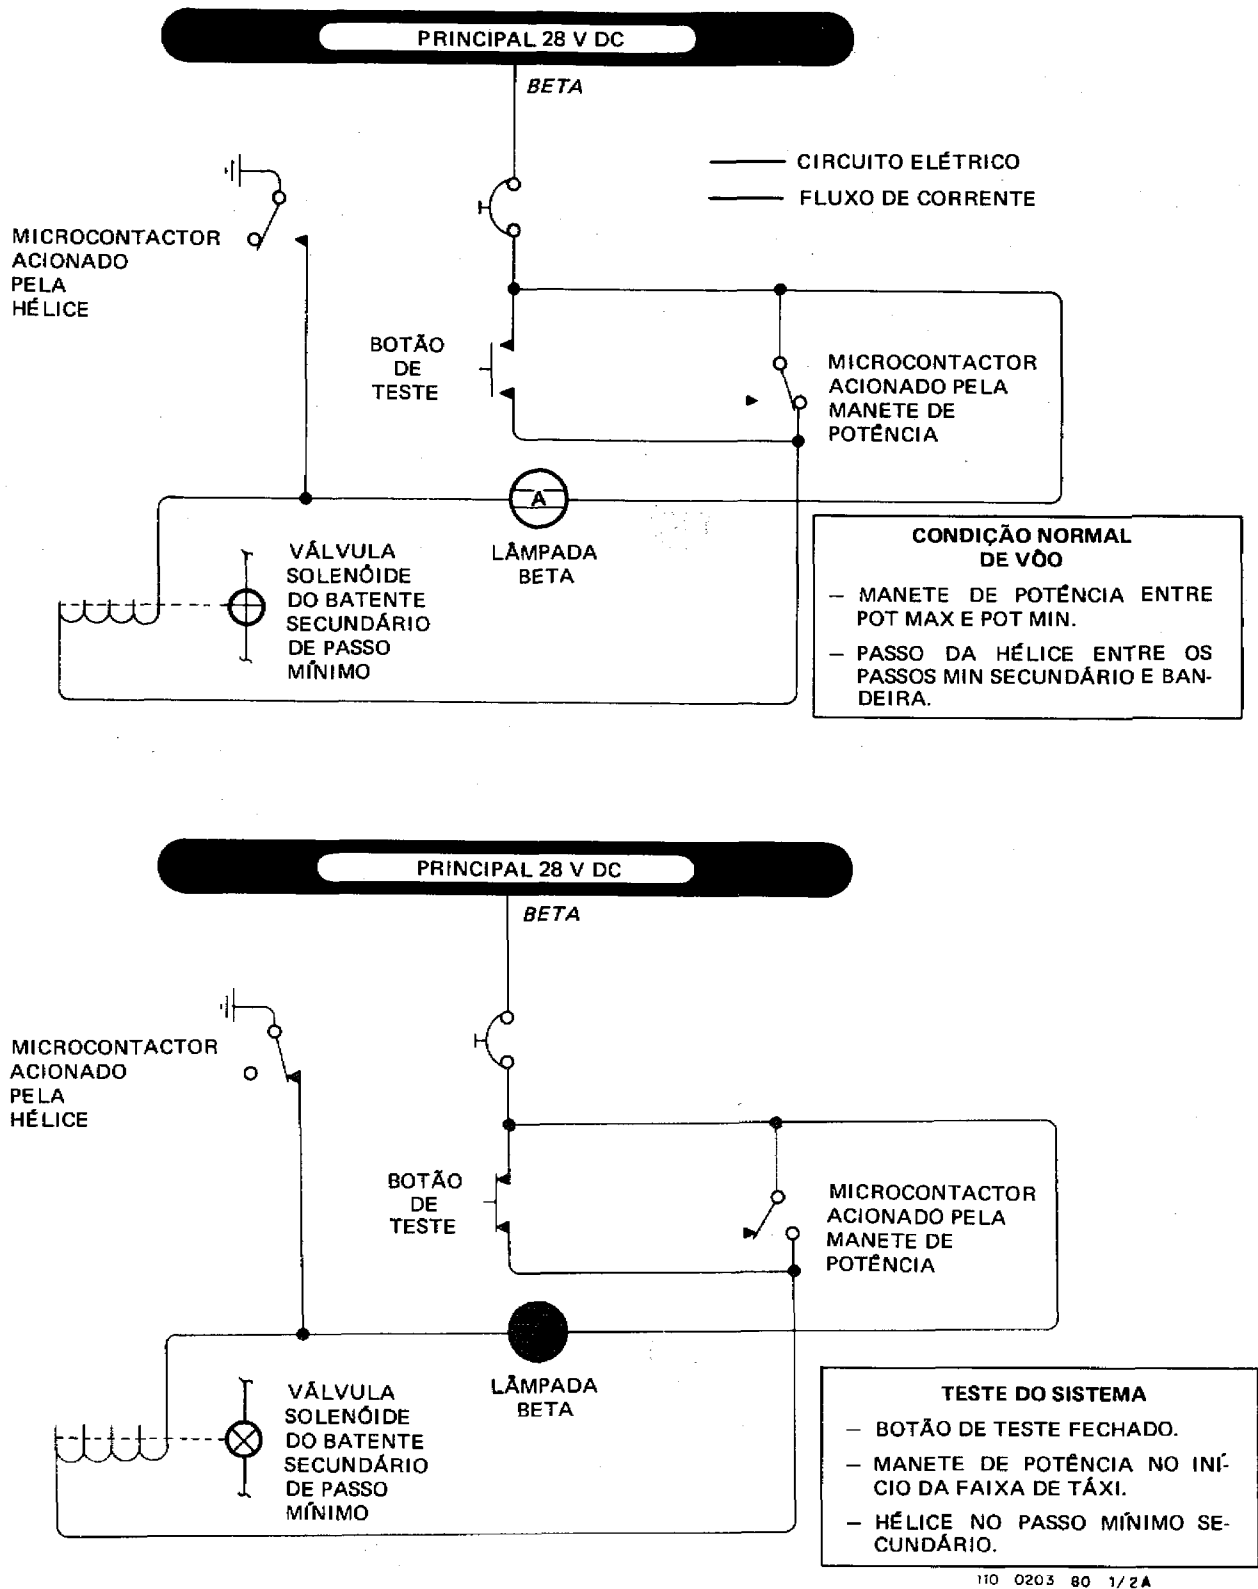 PRINCIPAL 28 V DC
BETA
CIRCUITO ELÉTRICO
FLUXO DE CORRENTE
MICROCONTACTOR
ACIONADO
PELA
HÉLICE
BOTÃO
DE
TESTE
MICROCONTACTOR
ACIONADO PELA
MANETE DE
POTÊNCIA
A
LÂMPADA
BETA
VÁLVULA
SOLENÓIDE
DO BATENTE
SECUNDÁRIO
DE PASSO
MÍNIMO
CONDIÇÃO NORMAL
DE VÔO
— MANETE DE POTÊNCIA ENTRE
POT MAX E POT MIN.
— PASSO DA HÉLICE ENTRE OS
PASSOS MIN SECUNDÁRIO E BAN-
DEIRA.
PRINCIPAL 28 V DC
BETA
MICROCONTACTOR
ACIONADO
PELA
HÉLICE
BOTÃO
DE
TESTE
MICROCONTACTOR
ACIONADO PELA
MANETE DE
POTÊNCIA
LÂMPADA
BETA
VÁLVULA
SOLENÓIDE
DO BATENTE
SECUNDÁRIO
DE PASSO
MÍNIMO
TESTE DO SISTEMA
— BOTÃO DE TESTE FECHADO.
— MANETE DE POTÊNCIA NO INÍ-
CIO DA FAIXA DE TÁXI.
— HÉLICE NO PASSO MÍNIMO SE-
CUNDÁRIO.
110 0203 80 1/2A